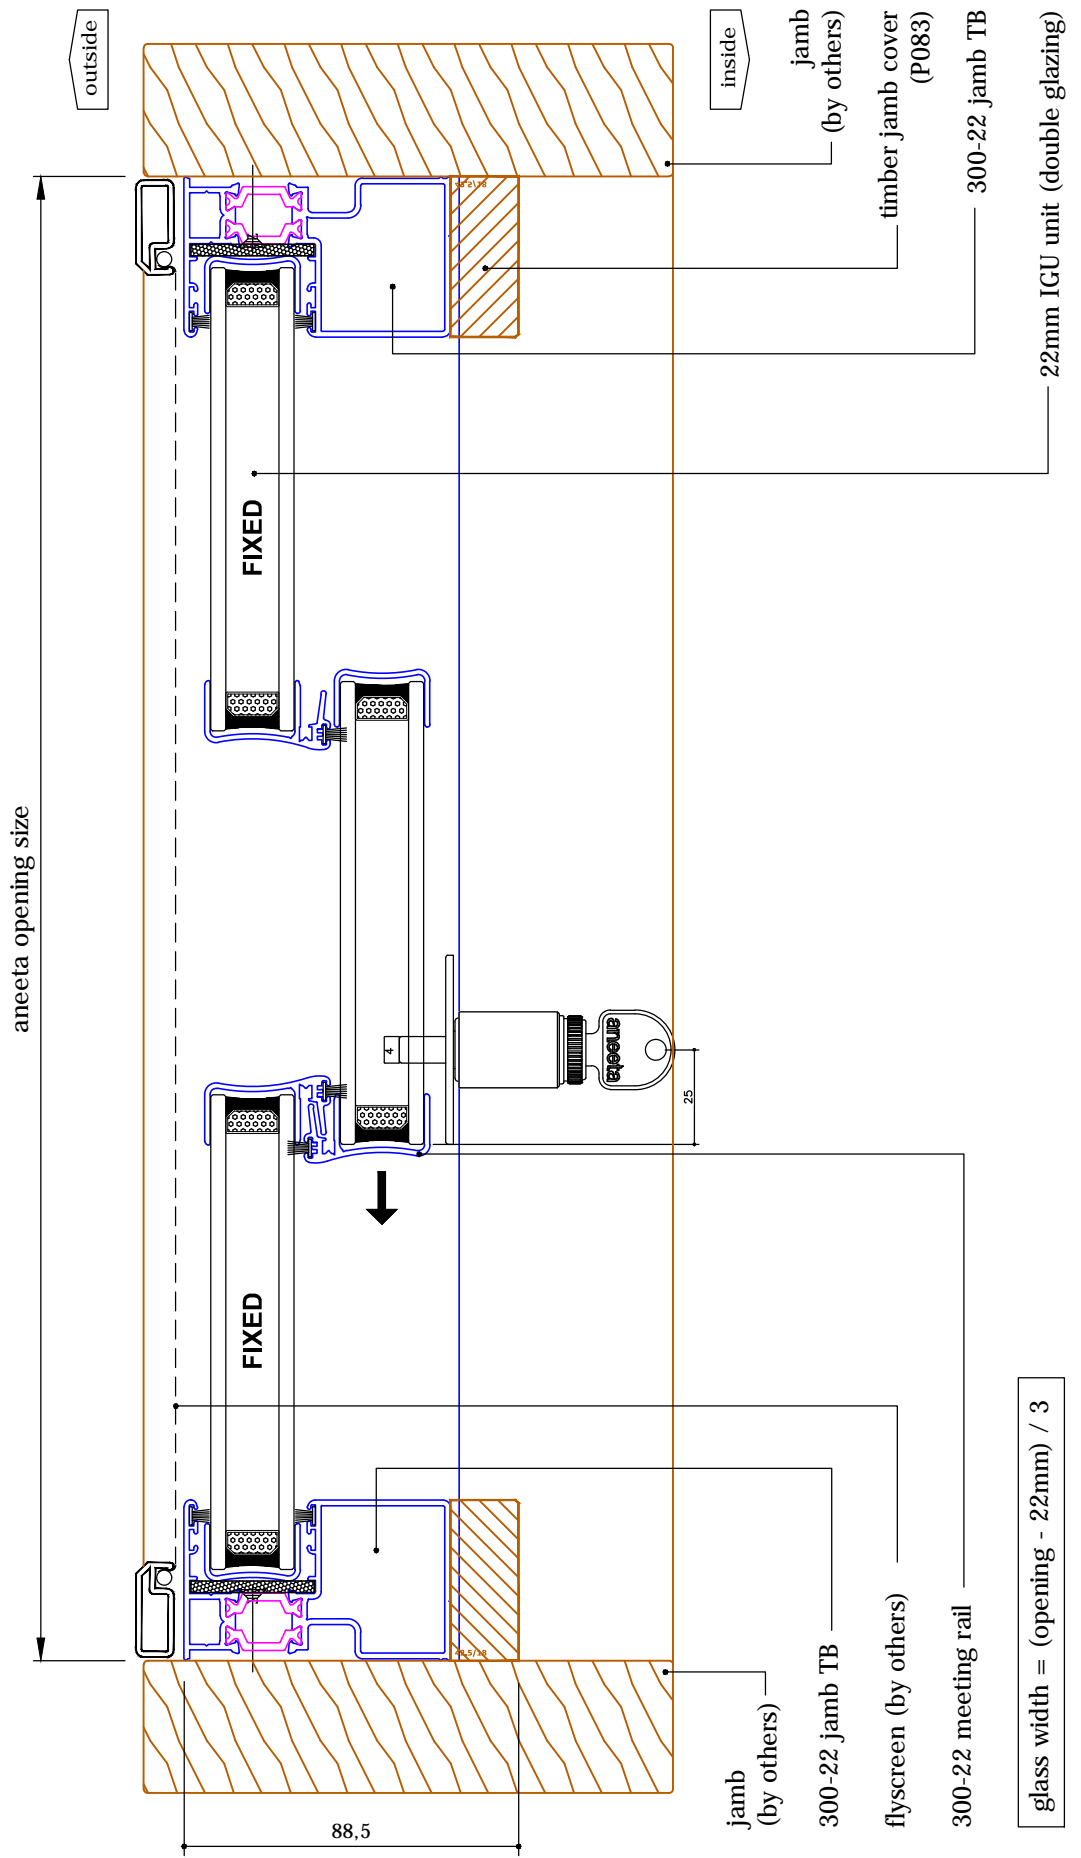 outside
inside
aneeta opening size
jamb
(by others)
timber jamb cover
(P083)
300-22 jamb TB
22mm IGU unit (double glazing)
FIXED
FIXED
4
25
aneeta
88,5
jamb
(by others)
300-22 jamb TB
flyscreen (by others)
300-22 meeting rail
glass width = (opening - 22mm) / 3